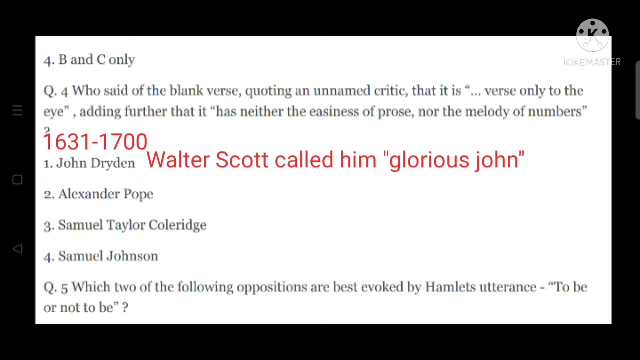 KINEMASTER
4. B and C only
Q. 4 Who said of the blank verse, quoting an unnamed critic, that it is “... verse only to the
eye” , adding further that it “has neither the easiness of prose, nor the melody of numbers”
?
1631-1700
1. John Dryden Walter Scott called him "glorious john"
2. Alexander Pope
3. Samuel Taylor Coleridge
4. Samuel Johnson
Q. 5 Which two of the following oppositions are best evoked by Hamlets utterance - “To be
or not to be” ?